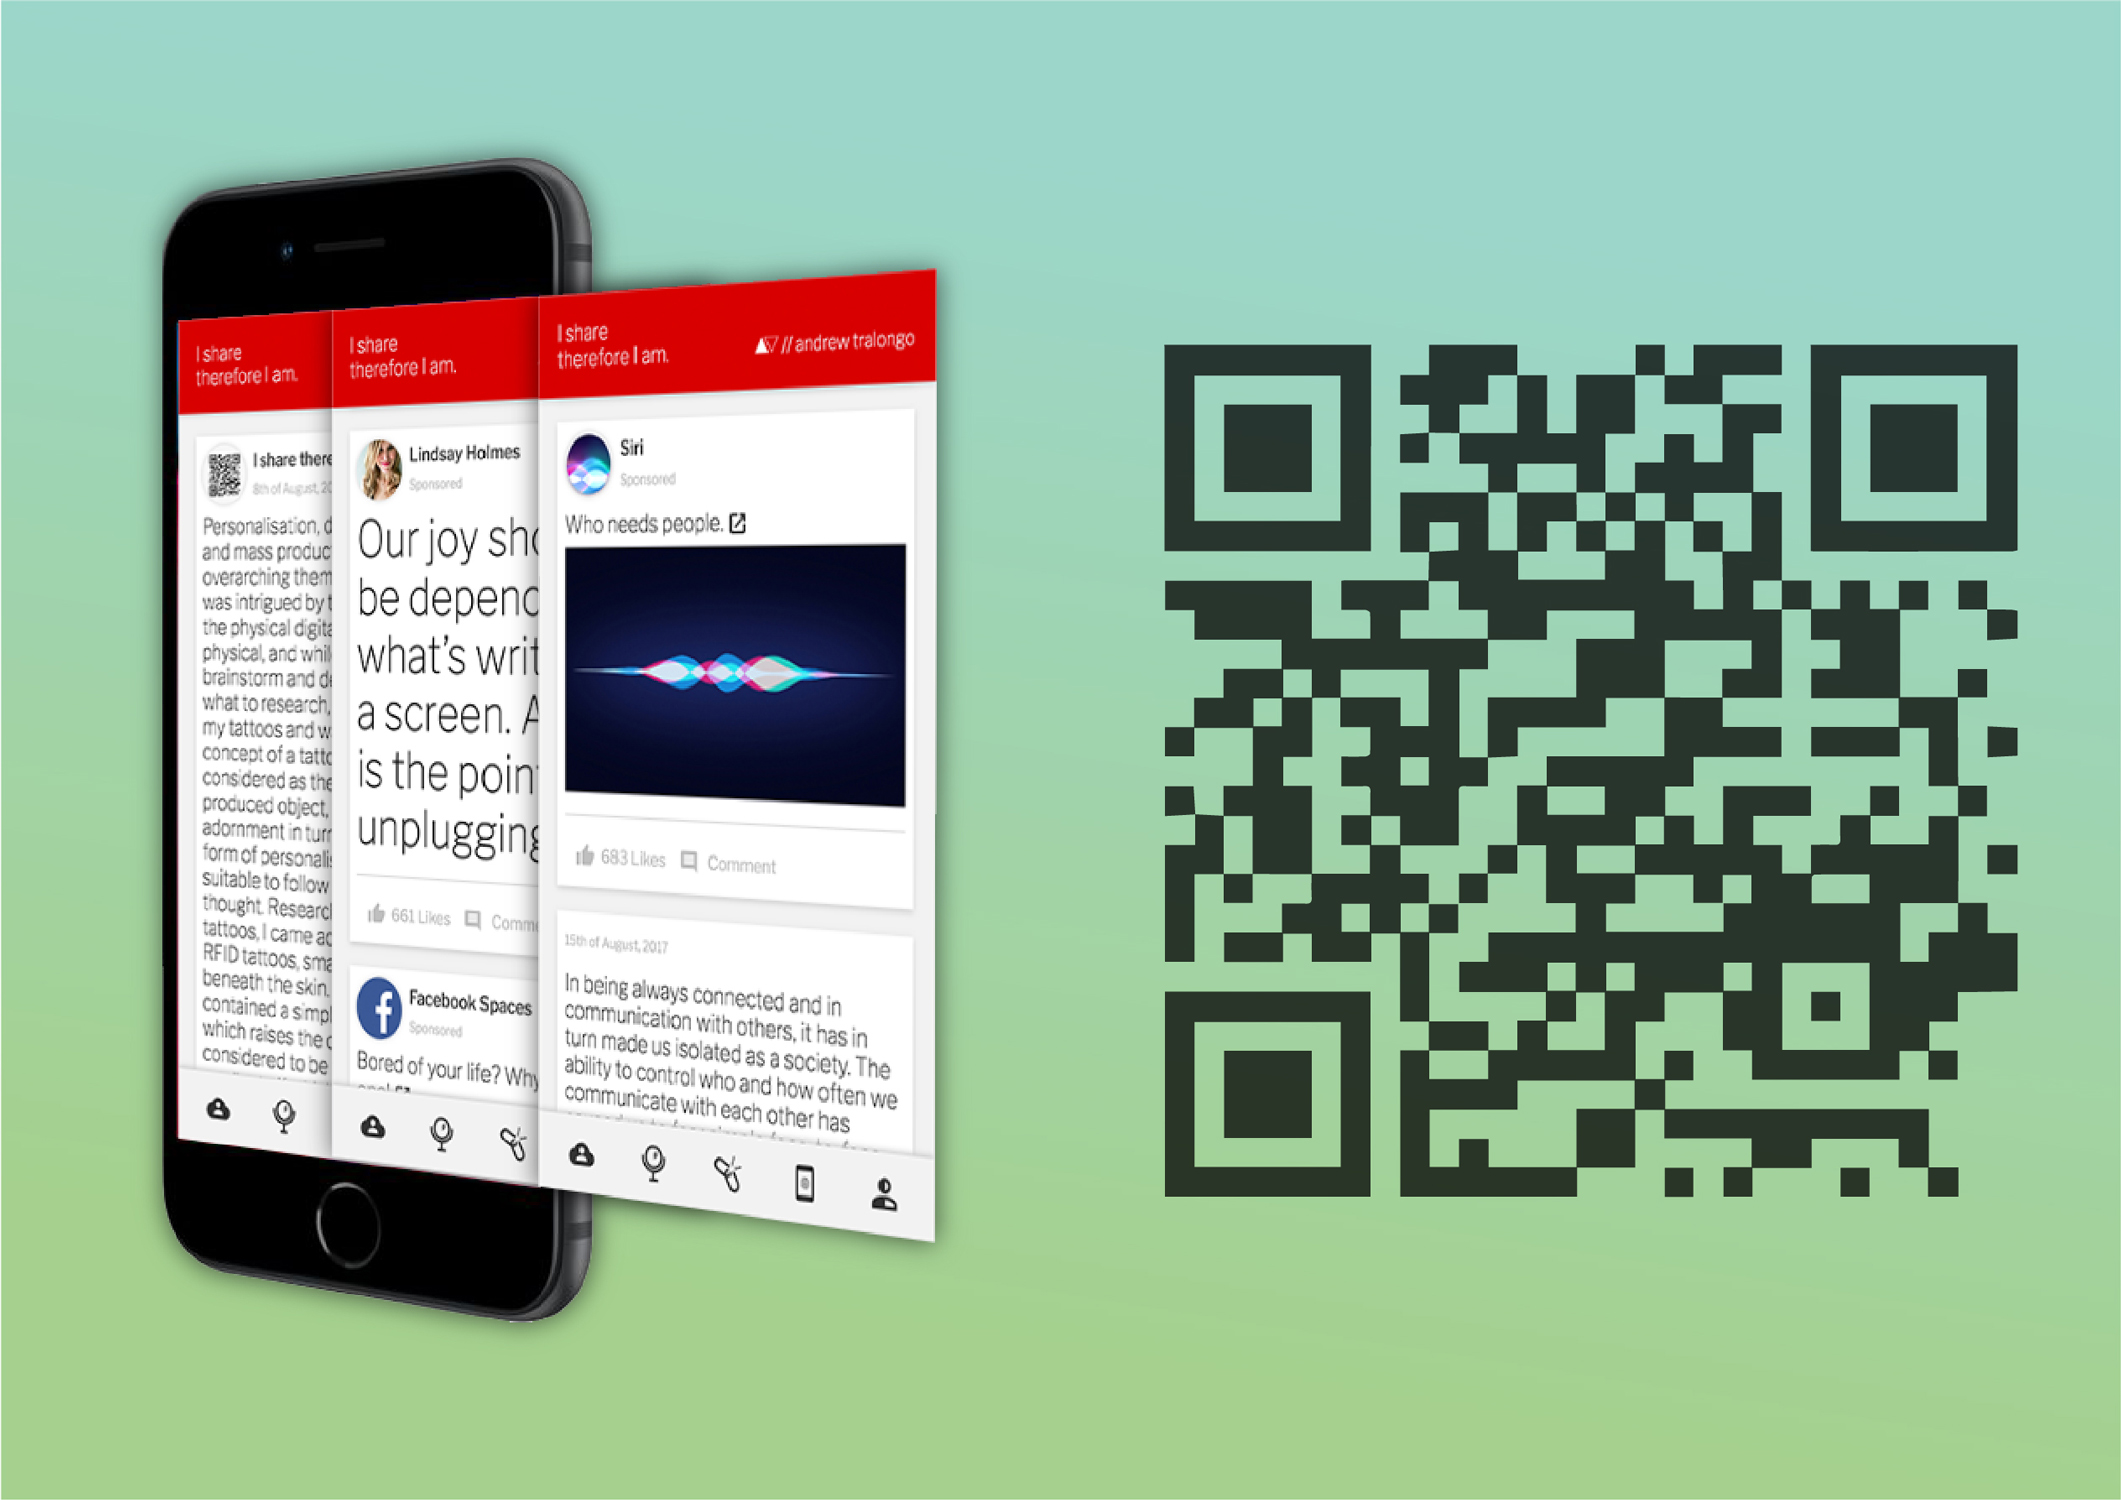 I share
therefore I am.
I share there
8th of August, 20
Personalisation, d
and mass produc
overarching them
was intrigued by t
the physical digita
physical, and whil
brainstorm and de
what to research,
my tattoos and w
concept of a tatto
considered as the
produced object,
adornment in turn
form of personalis
suitable to follow
thought. Research
tattoos, I came ac
RFID tattoos, sma
beneath the skin.
contained a simpl
which raises the q
considered to be
I share
therefore I am.
Lindsay Holmes
Sponsored
Our joy sho
be depend
what's writ
a screen. A
is the point
unplugging
661 Likes Comme
Facebook Spaces
Sponsored
Bored of your life? Why
I share
therefore I am.
// andrew tralongo
Siri
Sponsored
Who needs people.
683 Likes Comment
15th of August, 2017
In being always connected and in
communication with others, it has in
turn made us isolated as a society. The
ability to control who and how often we
communicate with each other has